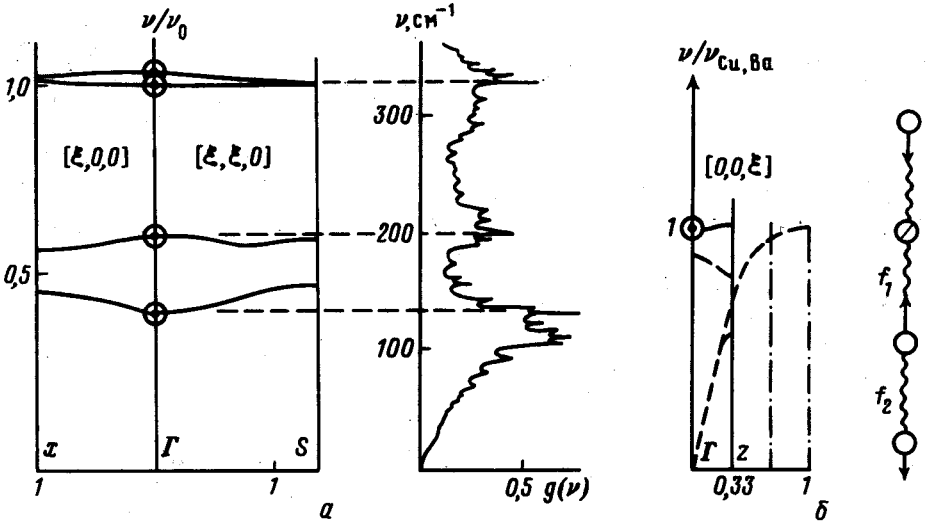 ν/ν₀
1,0
0,5
[ξ,0,0]
[ξ,ξ,0]
x
Γ
S
1
1
а
ν, см⁻¹
300
200
100
0,5
g(ν)
ν/ν Cu, Ba
[0,0,ξ]
1
Γ
z
0,33
1
б
f₁
f₂